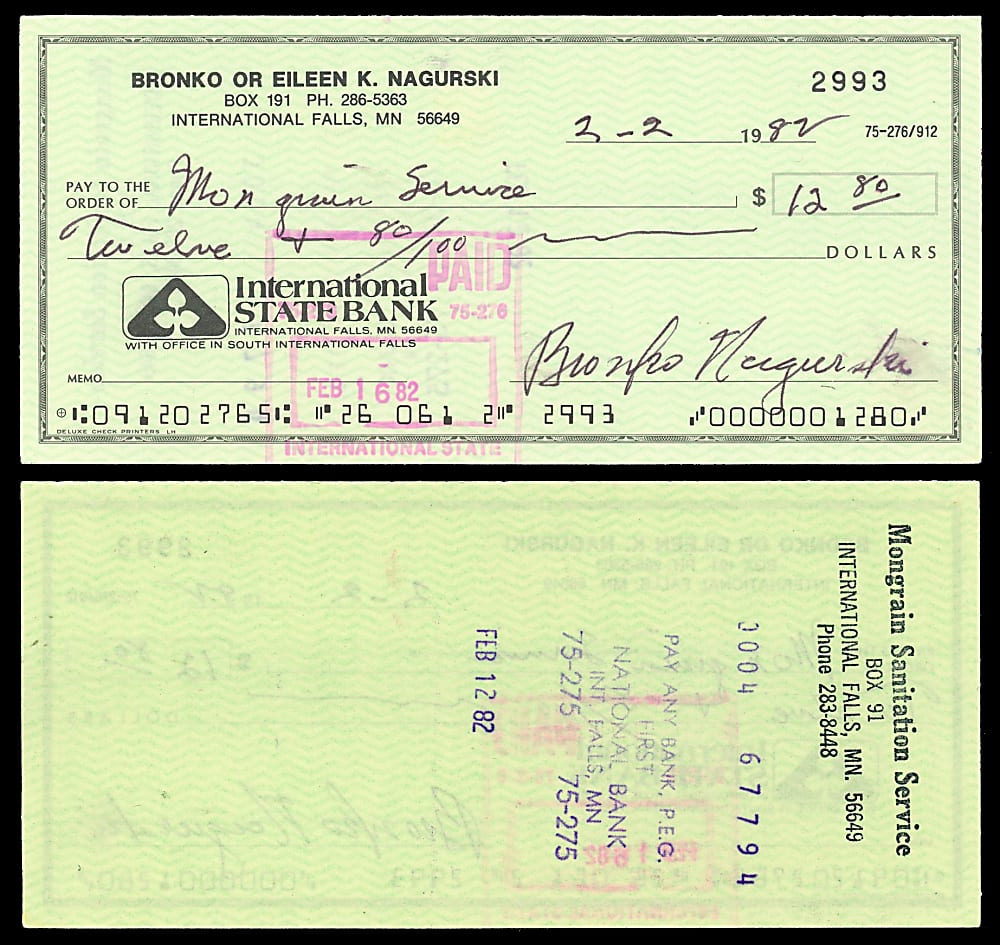 BRONKO OR EILEEN K. NAGURSKI
BOX 191 PH. 286-5363
INTERNATIONAL FALLS, MN 56649
2993
2-2 1982 75-276/912
PAY TO THE ORDER OF Mongrain Service $ 12 80
Twelve + 80/100 DOLLARS
PAID
International
STATE BANK
75-276
INTERNATIONAL FALLS, MN. 56649
WITH OFFICE IN SOUTH INTERNATIONAL FALLS
Bronko Nagurski
MEMO
FEB 16 82
⑆091202765⑆ ⑈26 061 2⑈ 2993 ⑇0000001280⑇
DELUXE CHECK PRINTERS LH
INTERNATIONAL STATE
Mongrain Sanitation Service
BOX 91
INTERNATIONAL FALLS, MN. 56649
Phone 283-8448
0004 67794
PAY ANY BANK, P.E.G.
FIRST
NATIONAL BANK
INT. FALLS, MN
75-275 75-275
FEB 12 82